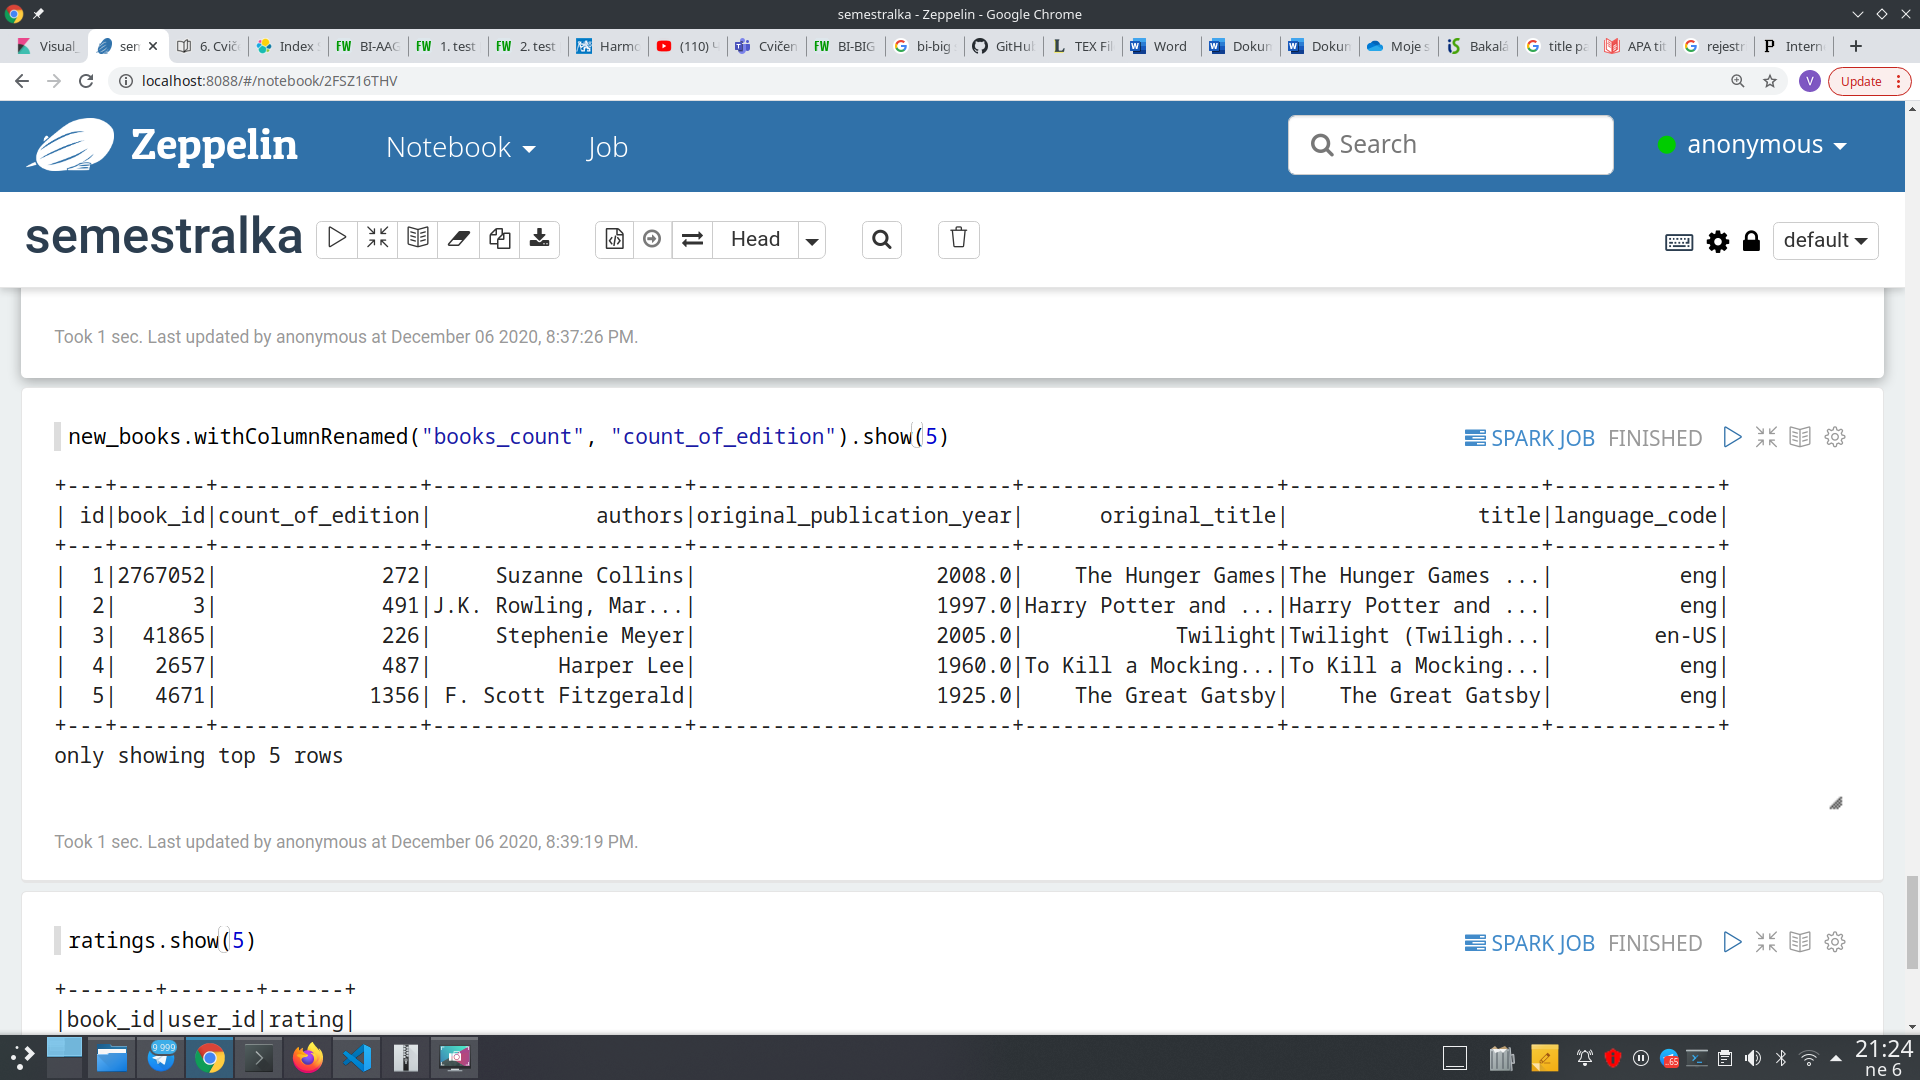 semestralka - Zeppelin - Google Chrome
Visual_
sem
6. Cviče
Index
FW BI-AAG
FW 1. test
FW 2. test
Harmo
(110)
Cvičen
FW BI-BIG
bi-big
GitHub
TEX Fil
Word
Dokun
Dokun
Moje s
Bakalá
title pa
APA tit
rejestr
Intern
localhost:8088/#/notebook/2FSZ16THV
V
Update
Zeppelin
Notebook
Job
Search
anonymous
semestralka
Head
default
Took 1 sec. Last updated by anonymous at December 06 2020, 8:37:26 PM.
new_books.withColumnRenamed("books_count", "count_of_edition").show(5)
SPARK JOB FINISHED
+---+-------+----------------+--------------------+-------------------------+--------------------+--------------------+-------------+
| id|book_id|count_of_edition|             authors|original_publication_year|      original_title|               title|language_code|
+---+-------+----------------+--------------------+-------------------------+--------------------+--------------------+-------------+
|  1|2767052|             272|     Suzanne Collins|                   2008.0|    The Hunger Games|The Hunger Games ...|          eng|
|  2|      3|             491|J.K. Rowling, Mar...|                   1997.0|Harry Potter and ...|Harry Potter and ...|          eng|
|  3|  41865|             226|     Stephenie Meyer|                   2005.0|            Twilight|Twilight (Twiligh...|        en-US|
|  4|   2657|             487|          Harper Lee|                   1960.0|To Kill a Mocking...|To Kill a Mocking...|          eng|
|  5|   4671|            1356| F. Scott Fitzgerald|                   1925.0|    The Great Gatsby|    The Great Gatsby|          eng|
+---+-------+----------------+--------------------+-------------------------+--------------------+--------------------+-------------+
only showing top 5 rows
Took 1 sec. Last updated by anonymous at December 06 2020, 8:39:19 PM.
ratings.show(5)
SPARK JOB FINISHED
+-------+-------+------+
|book_id|user_id|rating|
9 999
.65
21:24
ne 6